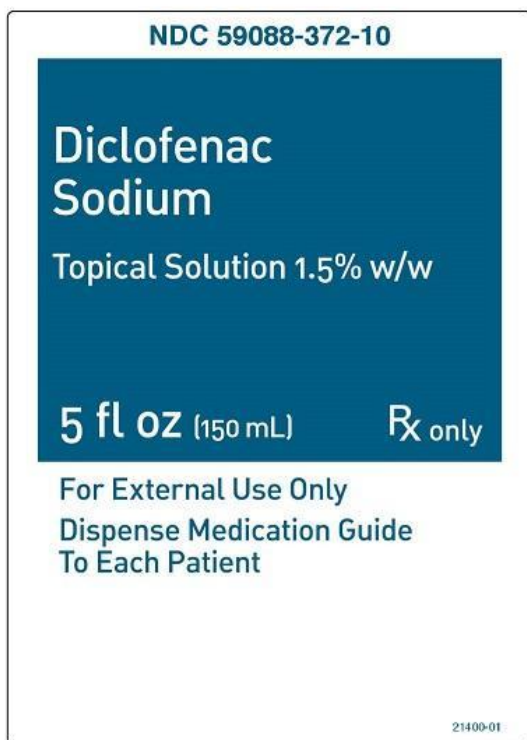 NDC 59088-372-10
Diclofenac
Sodium
Topical Solution 1.5% w/w
5 fl oz (150 mL) Rx only
For External Use Only
Dispense Medication Guide
To Each Patient
21400-01